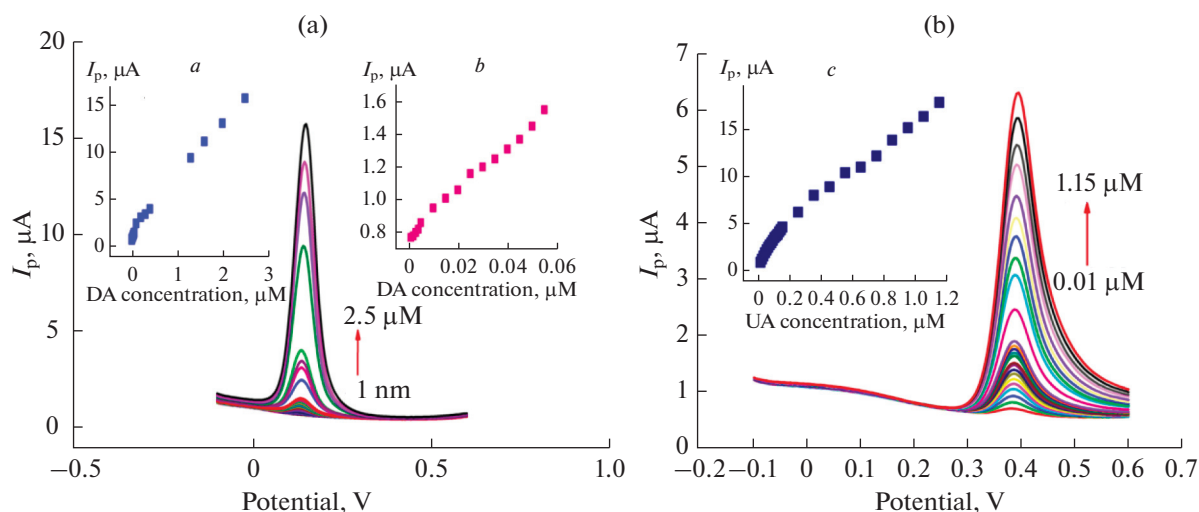 (a)
20
15
10
5
0
I_p, μA
−0.5
0
0.5
1.0
Potential, V
I_p, μA
a
15
10
5
0
0
1
2
3
DA concentration, μM
I_p, μA
b
1.6
1.4
1.2
1.0
0.8
0
0.02
0.04
0.06
DA concentration, μM
2.5 μM
1 nm
(b)
7
6
5
4
3
2
1
0
I_p, μA
−0.2
−0.1
0
0.1
0.2
0.3
0.4
0.5
0.6
0.7
Potential, V
I_p, μA
c
15
10
5
0
0
0.2
0.4
0.6
0.8
1.0
1.2
UA concentration, μM
1.15 μM
0.01 μM